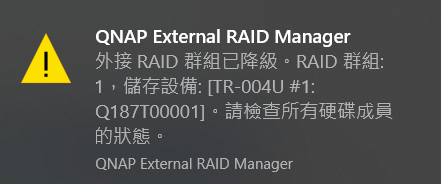 QNAP External RAID Manager
外接 RAID 群組已降級。RAID 群組:
1，儲存設備: [TR-004U #1:
Q187T00001]。請檢查所有硬碟成員
的狀態。
QNAP External RAID Manager